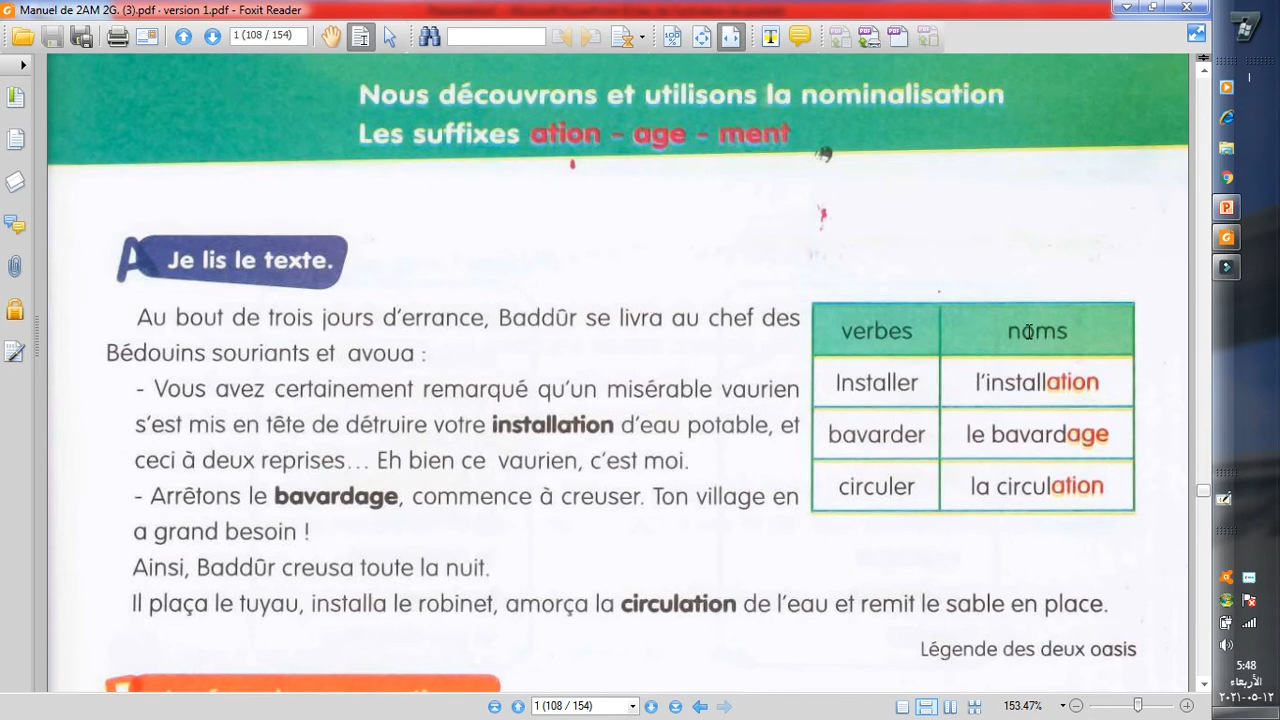 Manuel de 2AM 2G. (3).pdf - version 1.pdf - Foxit Reader
1 (108 / 154)
Nous découvrons et utilisons la nominalisation
Les suffixes ation - age - ment
A Je lis le texte.
Au bout de trois jours d'errance, Baddûr se livra au chef des
Bédouins souriants et avoua :
- Vous avez certainement remarqué qu'un misérable vaurien
s'est mis en tête de détruire votre installation d'eau potable, et
ceci à deux reprises... Eh bien ce vaurien, c'est moi.
- Arrêtons le bavardage, commence à creuser. Ton village en
a grand besoin !
Ainsi, Baddûr creusa toute la nuit.
Il plaça le tuyau, installa le robinet, amorça la circulation de l'eau et remit le sable en place.
Légende des deux oasis
verbes noms
Installer l'installation
bavarder le bavardage
circuler la circulation
1 (108 / 154)
153.47%
5:48
الأربعاء
٢٠٢١-٠٥-١٢